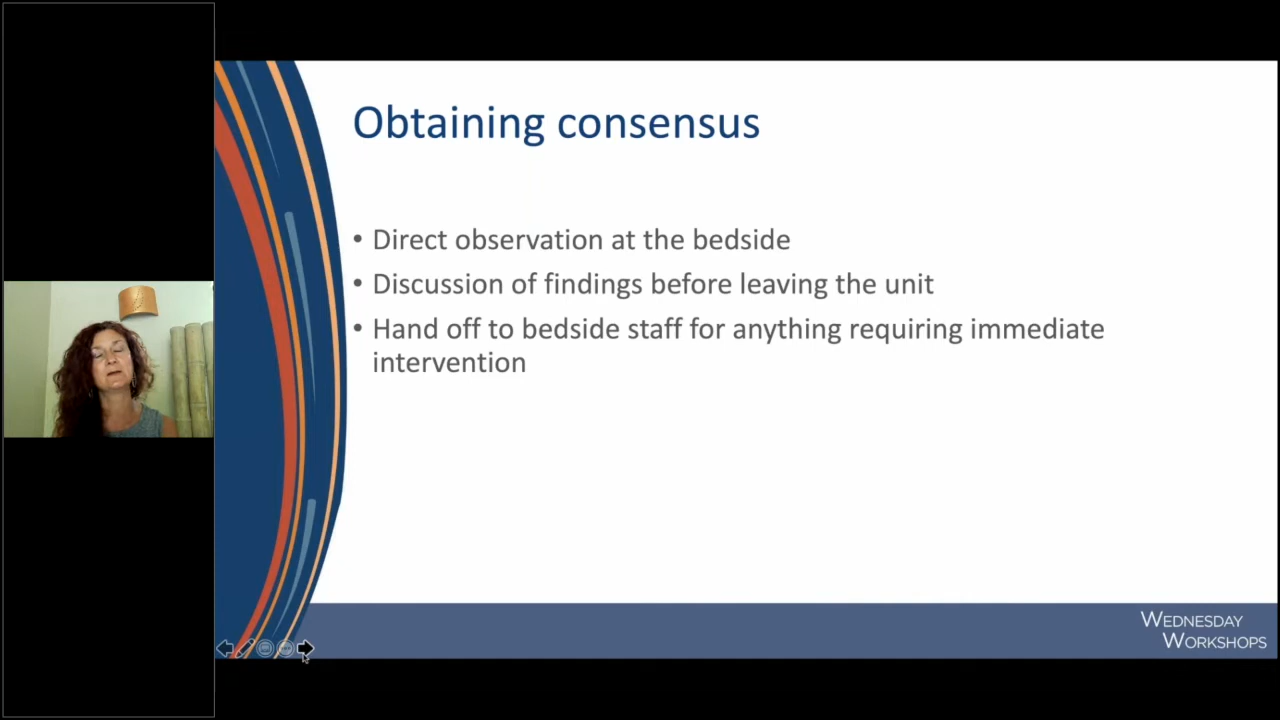 Obtaining consensus
• Direct observation at the bedside
• Discussion of findings before leaving the unit
• Hand off to bedside staff for anything requiring immediate
intervention
WEDNESDAY
WORKSHOPS